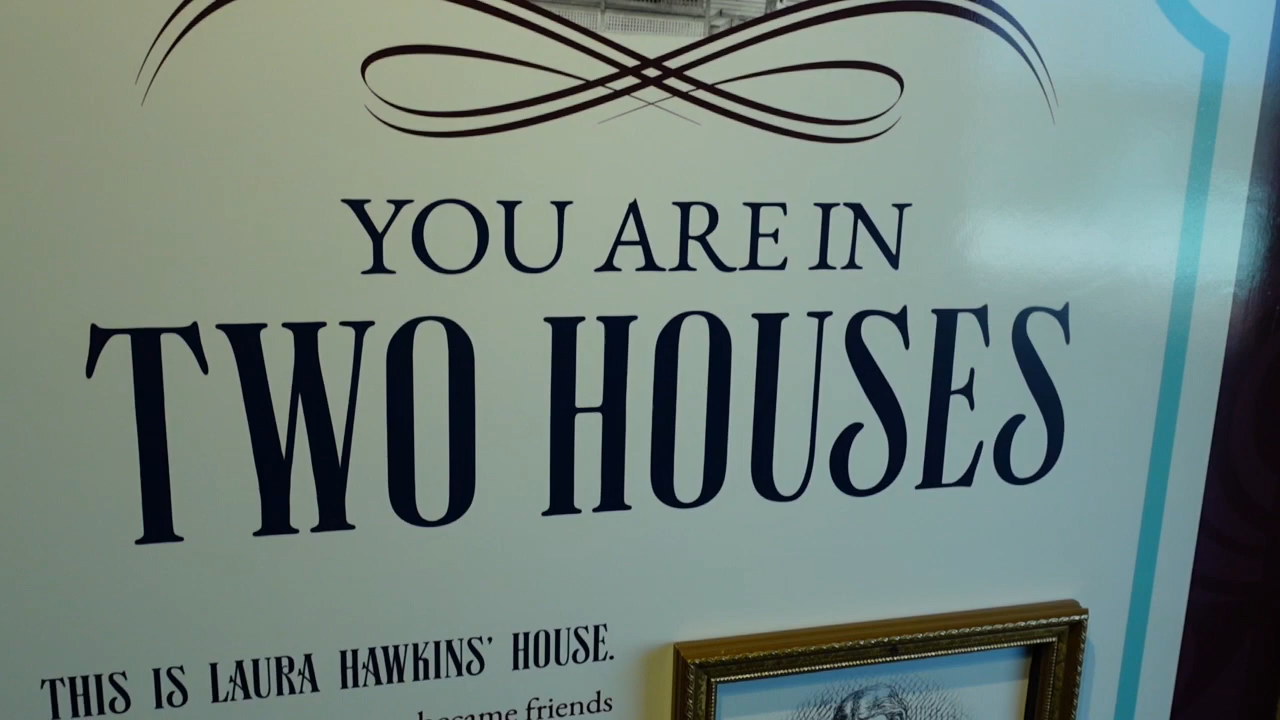 YOU ARE IN
TWO HOUSES
THIS IS LAURA HAWKINS' HOUSE.
became friends